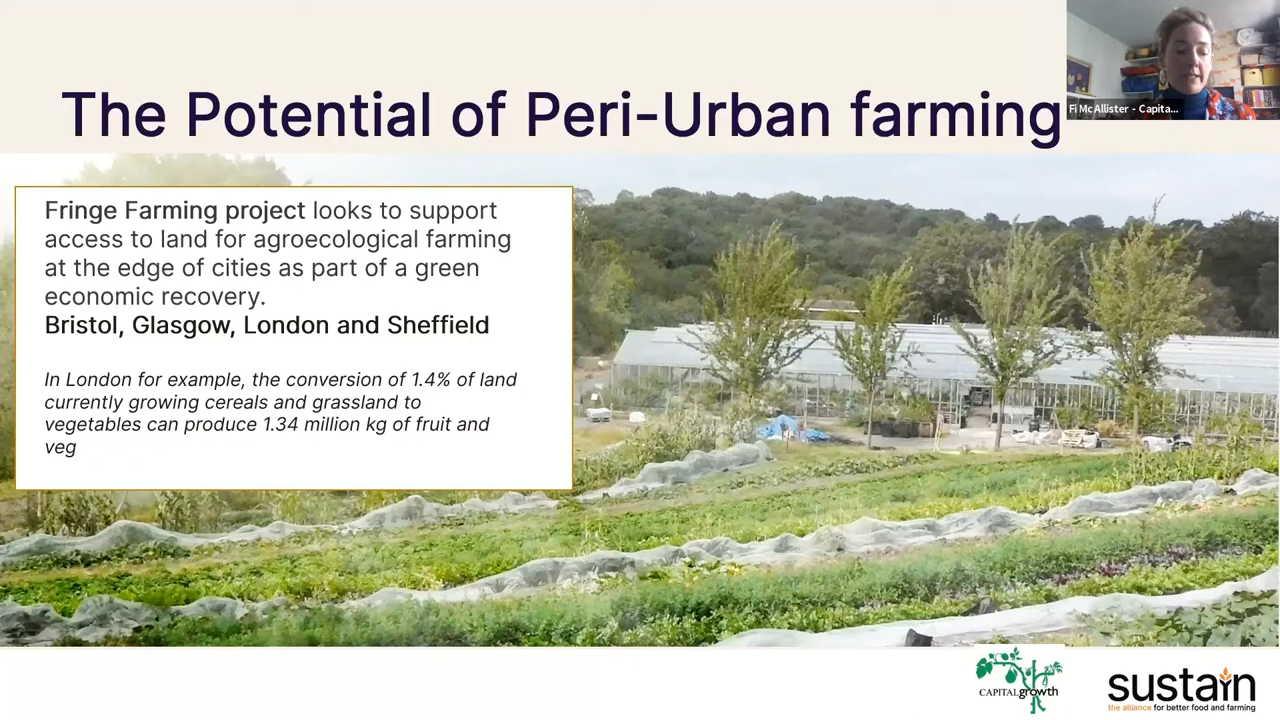 The Potential of Peri-Urban farming
Fi McAllister - Capita...
Fringe Farming project looks to support
access to land for agroecological farming
at the edge of cities as part of a green
economic recovery.
Bristol, Glasgow, London and Sheffield
In London for example, the conversion of 1.4% of land
currently growing cereals and grassland to
vegetables can produce 1.34 million kg of fruit and
veg
CAPITALgrowth
sustain
the alliance for better food and farming